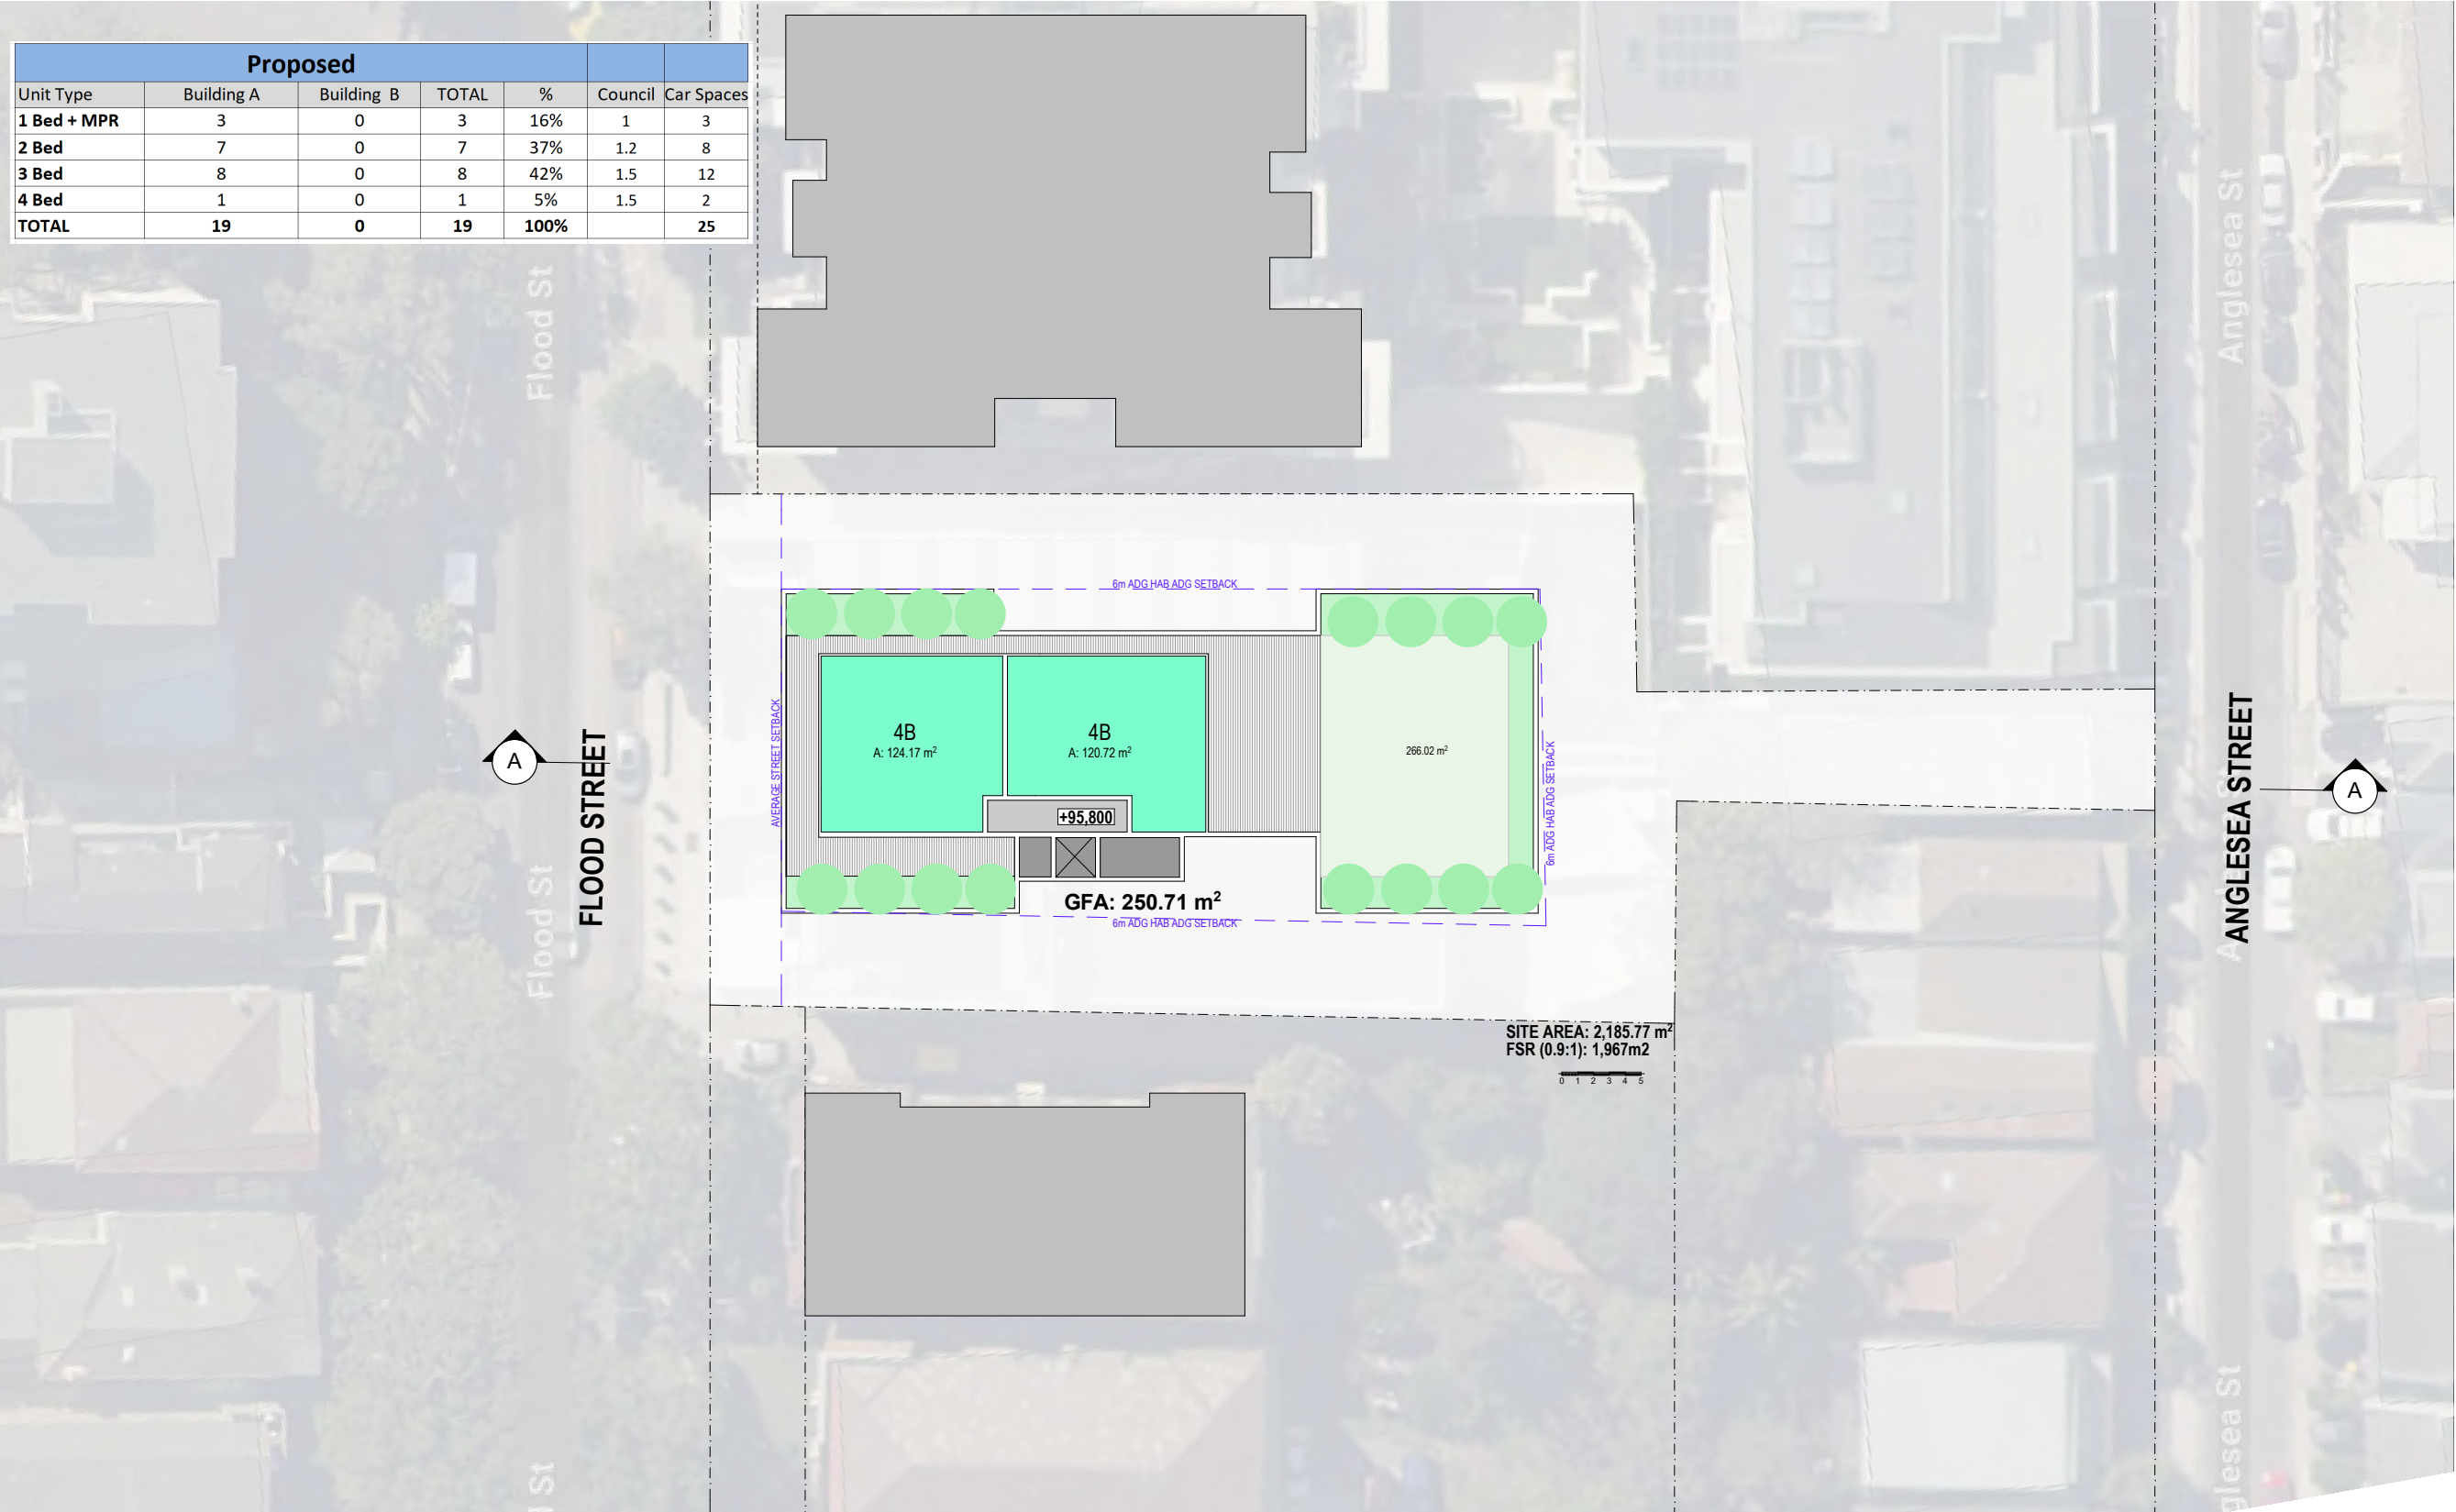 Proposed
Unit Type Building A Building B TOTAL % Council Car Spaces
1 Bed + MPR 3 0 3 16% 1 3
2 Bed 7 0 7 37% 1.2 8
3 Bed 8 0 8 42% 1.5 12
4 Bed 1 0 1 5% 1.5 2
TOTAL 19 0 19 100% 25
Flood St
Anglesea St
6m ADG HAB ADG SETBACK
AVERAGE STREET SETBACK
4B
A: 124.17 m²
4B
A: 120.72 m²
266.02 m²
+95,800
6m ADG HAB ADG SETBACK
GFA: 250.71 m²
6m ADG HAB ADG SETBACK
A
FLOOD STREET
ANGLESEA STREET
A
Flood St
SITE AREA: 2,185.77 m²
FSR (0.9:1): 1,967m2
0 1 2 3 4 5
glesea St